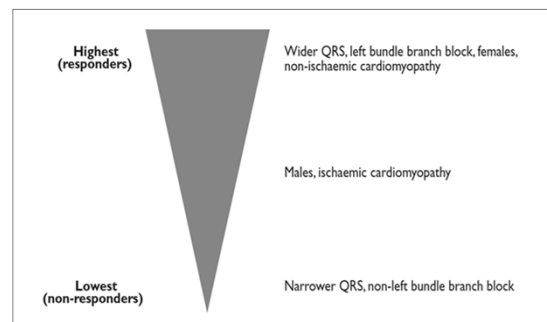 Highest
(responders)
Wider QRS, left bundle branch block, females,
non-ischaemic cardiomyopathy
Males, ischaemic cardiomyopathy
Lowest
(non-responders)
Narrower QRS, non-left bundle branch block